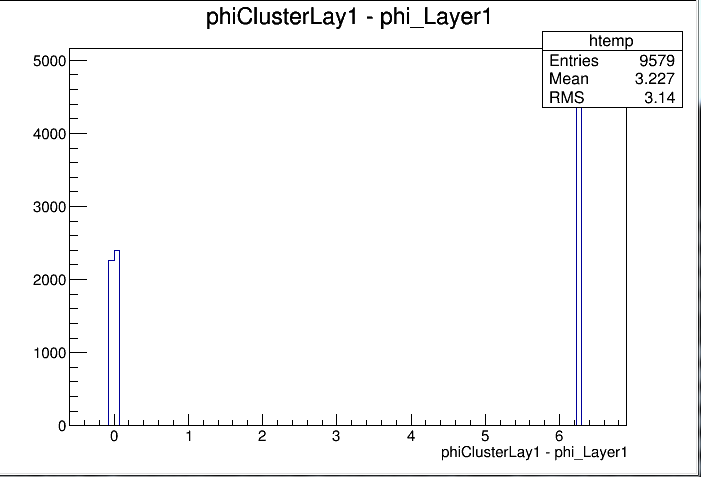 phiClusterLay1 - phi_Layer1
htemp
Entries 9579
Mean 3.227
RMS 3.14
5000
4000
3000
2000
1000
0
0 1 2 3 4 5 6
phiClusterLay1 - phi_Layer1